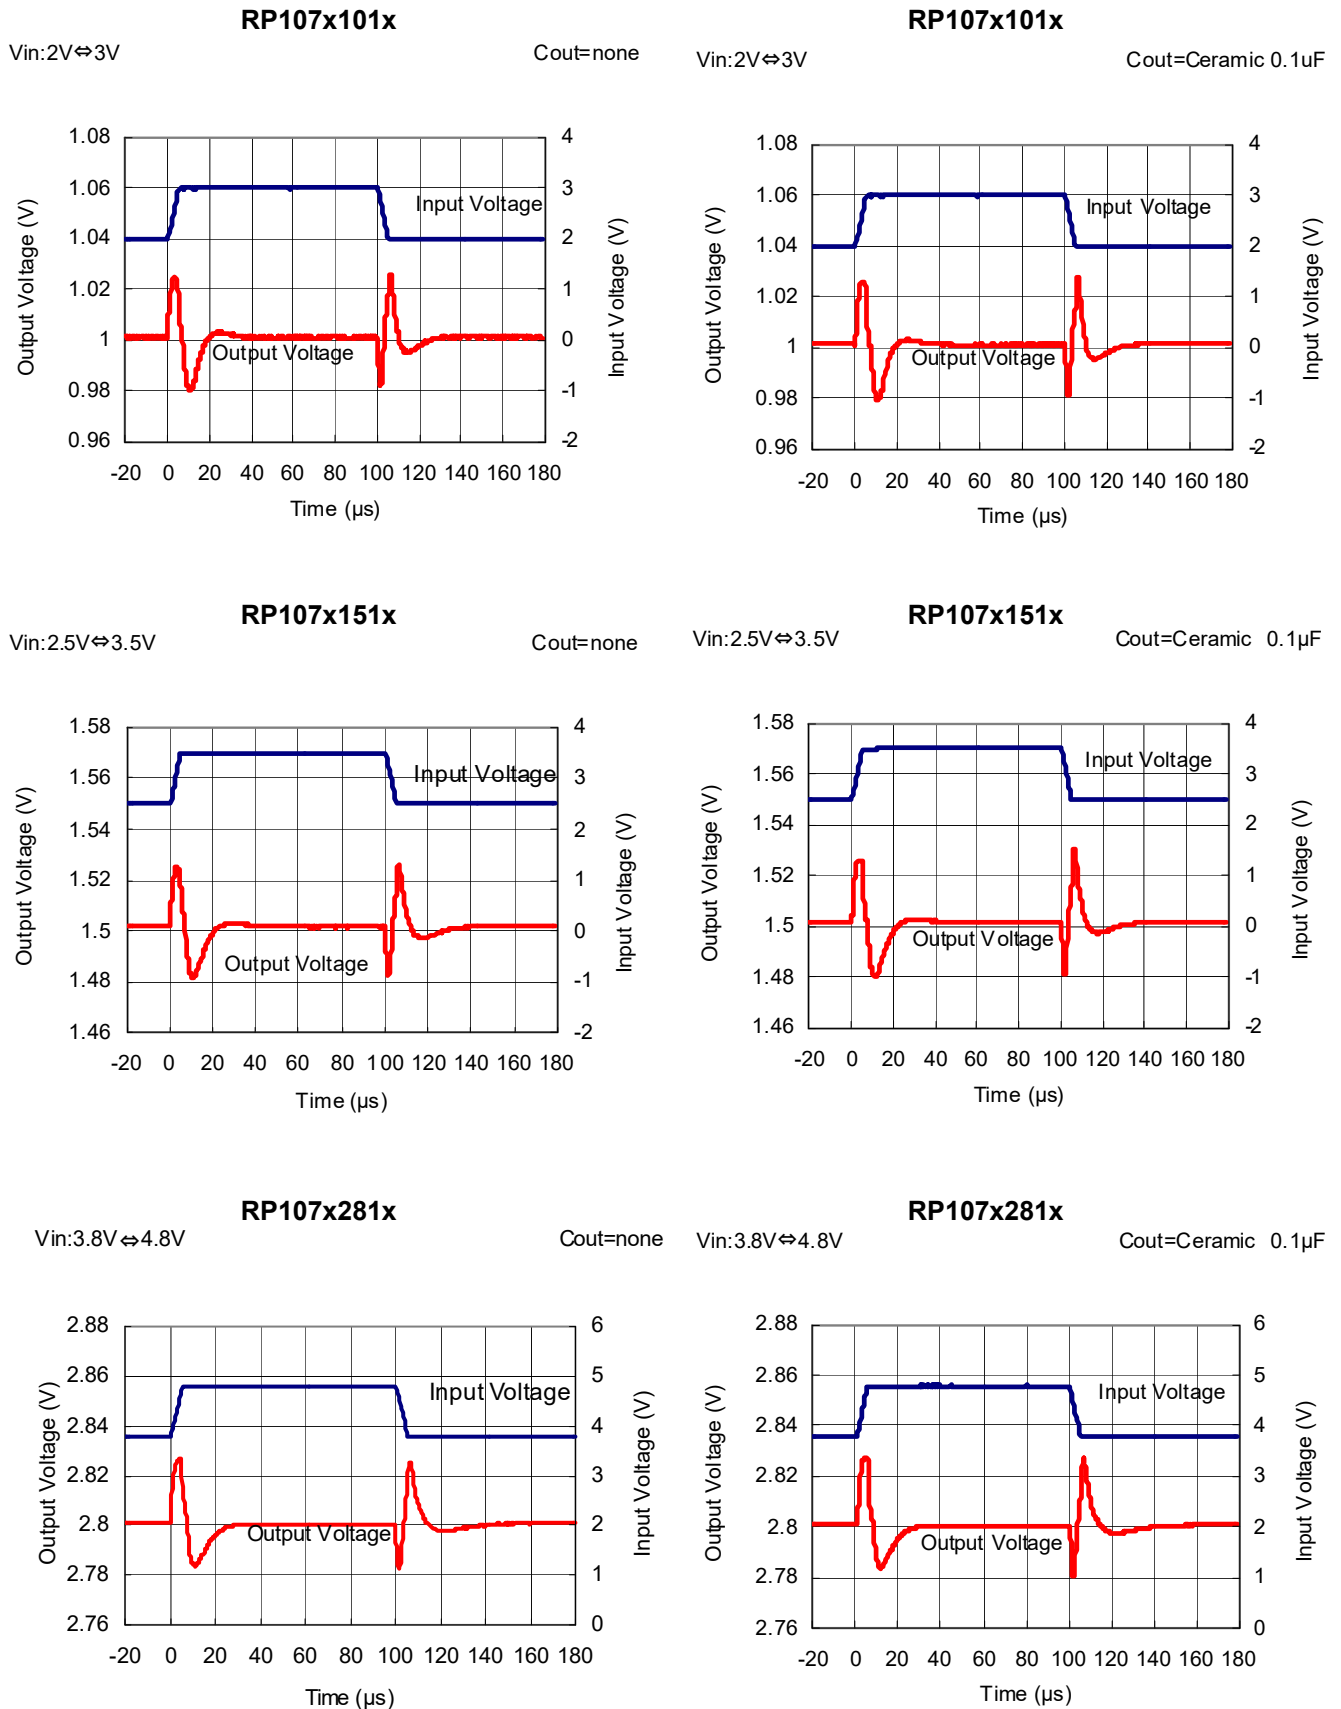 RP107x101x
Vin:2V⇔3V
Cout=none
1.08
1.06
1.04
1.02
1
0.98
0.96
Output Voltage (V)
4
3
2
1
0
-1
-2
Input Voltage (V)
Input Voltage
Output Voltage
-20 0 20 40 60 80 100 120 140 160 180
Time (µs)
RP107x101x
Vin:2V⇔3V
Cout=Ceramic 0.1uF
1.08
1.06
1.04
1.02
1
0.98
0.96
Output Voltage (V)
4
3
2
1
0
-1
-2
Input Voltage (V)
Input Voltage
Output Voltage
-20 0 20 40 60 80 100 120 140 160 180
Time (µs)
RP107x151x
Vin:2.5V⇔3.5V
Cout=none
1.58
1.56
1.54
1.52
1.5
1.48
1.46
Output Voltage (V)
4
3
2
1
0
-1
-2
Input Voltage (V)
Input Voltage
Output Voltage
-20 0 20 40 60 80 100 120 140 160 180
Time (µs)
RP107x151x
Vin:2.5V⇔3.5V
Cout=Ceramic 0.1µF
1.58
1.56
1.54
1.52
1.5
1.48
1.46
Output Voltage (V)
4
3
2
1
0
-1
-2
Input Voltage (V)
Input Voltage
Output Voltage
-20 0 20 40 60 80 100 120 140 160 180
Time (µs)
RP107x281x
Vin:3.8V⇔4.8V
Cout=none
2.88
2.86
2.84
2.82
2.8
2.78
2.76
Output Voltage (V)
6
5
4
3
2
1
0
Input Voltage (V)
Input Voltage
Output Voltage
-20 0 20 40 60 80 100 120 140 160 180
Time (µs)
RP107x281x
Vin:3.8V⇔4.8V
Cout=Ceramic 0.1µF
2.88
2.86
2.84
2.82
2.8
2.78
2.76
Output Voltage (V)
6
5
4
3
2
1
0
Input Voltage (V)
Input Voltage
Output Voltage
-20 0 20 40 60 80 100 120 140 160 180
Time (µs)